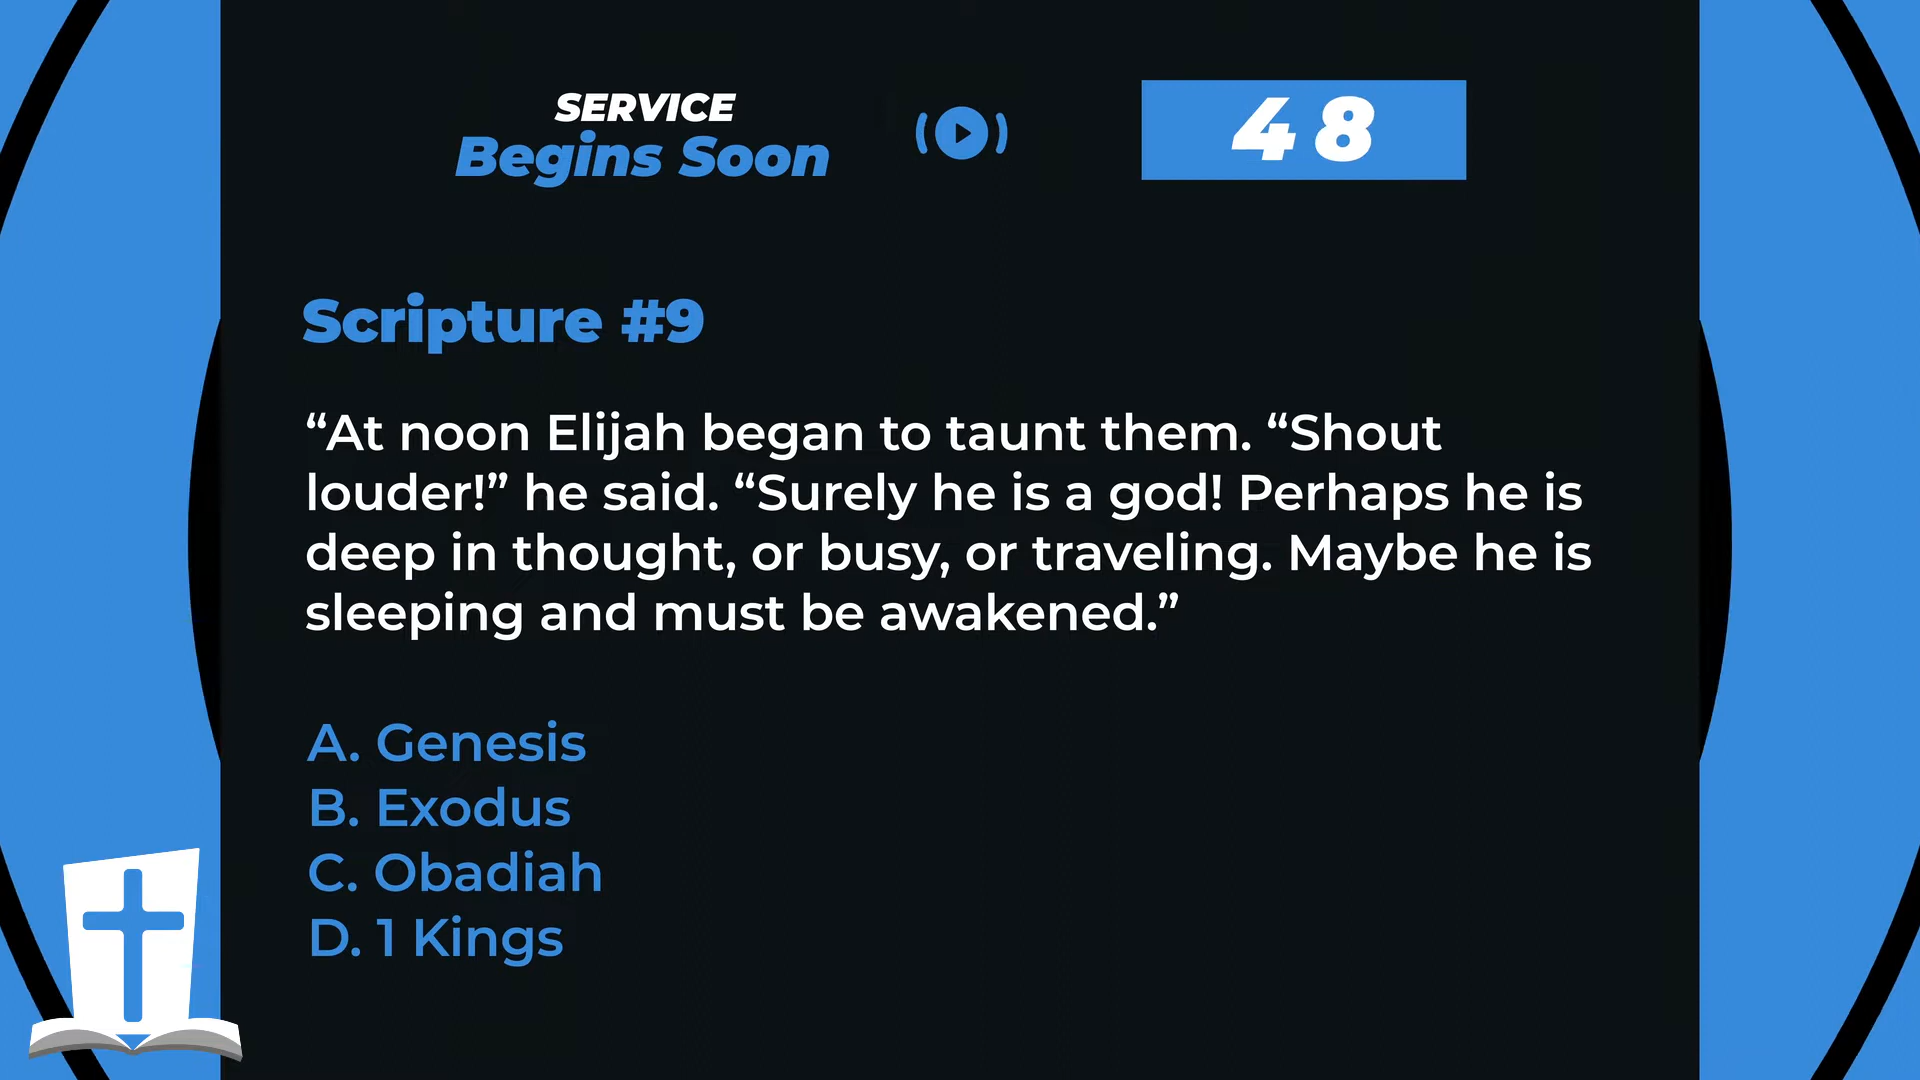 SERVICE
Begins Soon
48
Scripture #9
“At noon Elijah began to taunt them. “Shout
louder!” he said. “Surely he is a god! Perhaps he is
deep in thought, or busy, or traveling. Maybe he is
sleeping and must be awakened.”
A. Genesis
B. Exodus
C. Obadiah
D. 1 Kings